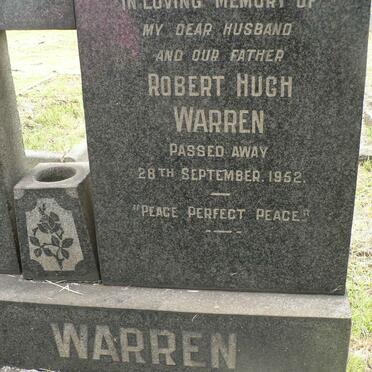 IN LOVING MEMORY OF
MY DEAR HUSBAND
AND OUR FATHER
ROBERT HUGH
WARREN
PASSED AWAY
28TH SEPTEMBER, 1952.
"PEACE PERFECT PEACE."
WARREN